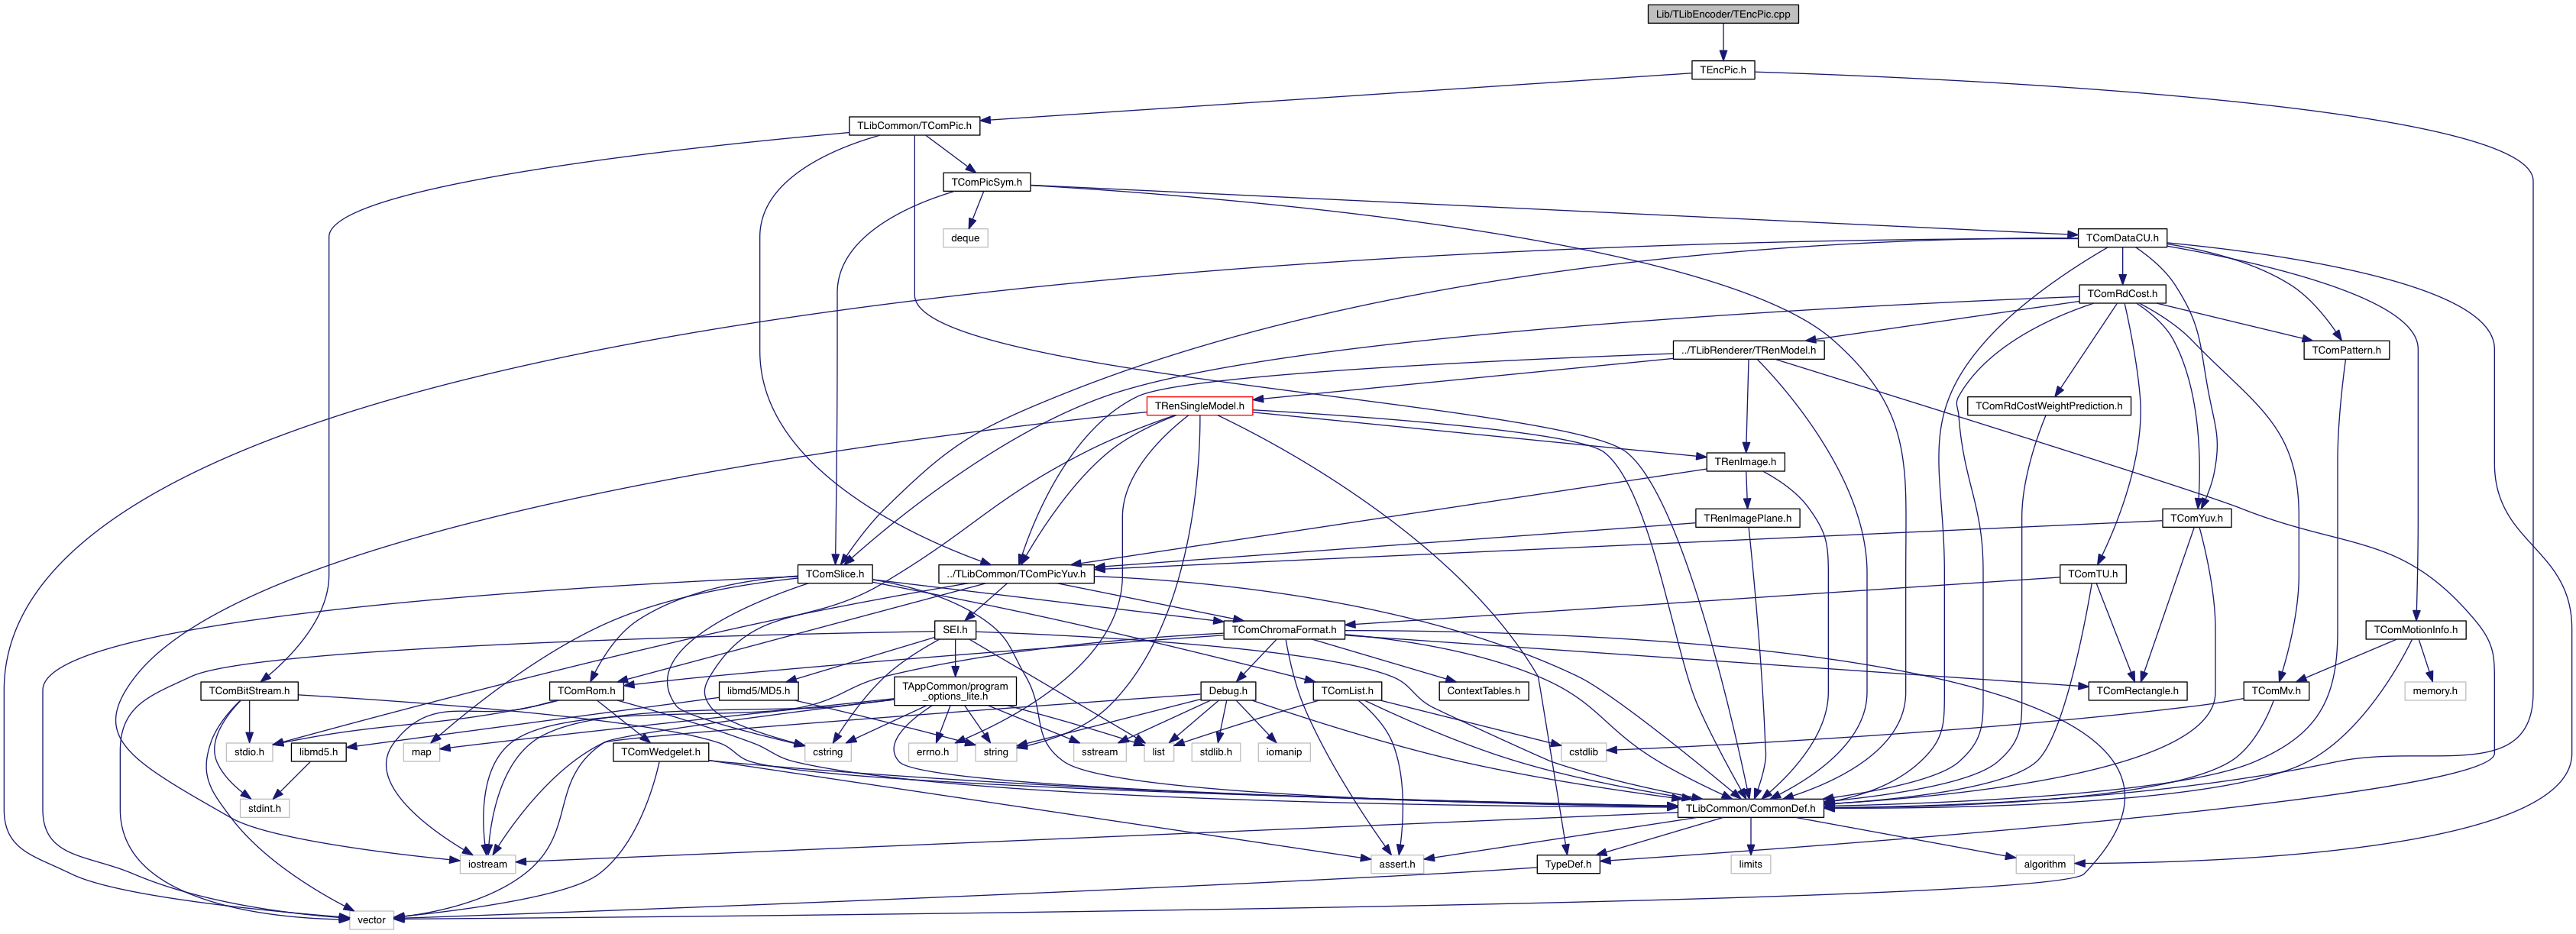 Lib/TLibEncoder/TEncPic.cpp
TEncPic.h
TLibCommon/TComPic.h
TComPicSym.h
deque
TComDataCU.h
TComRdCost.h
../TLibRenderer/TRenModel.h
TComPattern.h
TRenSingleModel.h
TComRdCostWeightPrediction.h
TRenImage.h
TRenImagePlane.h
TComYuv.h
TComSlice.h
../TLibCommon/TComPicYuv.h
TComTU.h
SEI.h
TComChromaFormat.h
TComMotionInfo.h
TComBitStream.h
TComRom.h
libmd5/MD5.h
TAppCommon/program
_options_lite.h
Debug.h
TComList.h
ContextTables.h
TComRectangle.h
TComMv.h
memory.h
stdio.h
libmd5.h
map
TComWedgelet.h
cstring
errno.h
string
sstream
list
stdlib.h
iomanip
cstdlib
stdint.h
TLibCommon/CommonDef.h
iostream
assert.h
TypeDef.h
limits
algorithm
vector